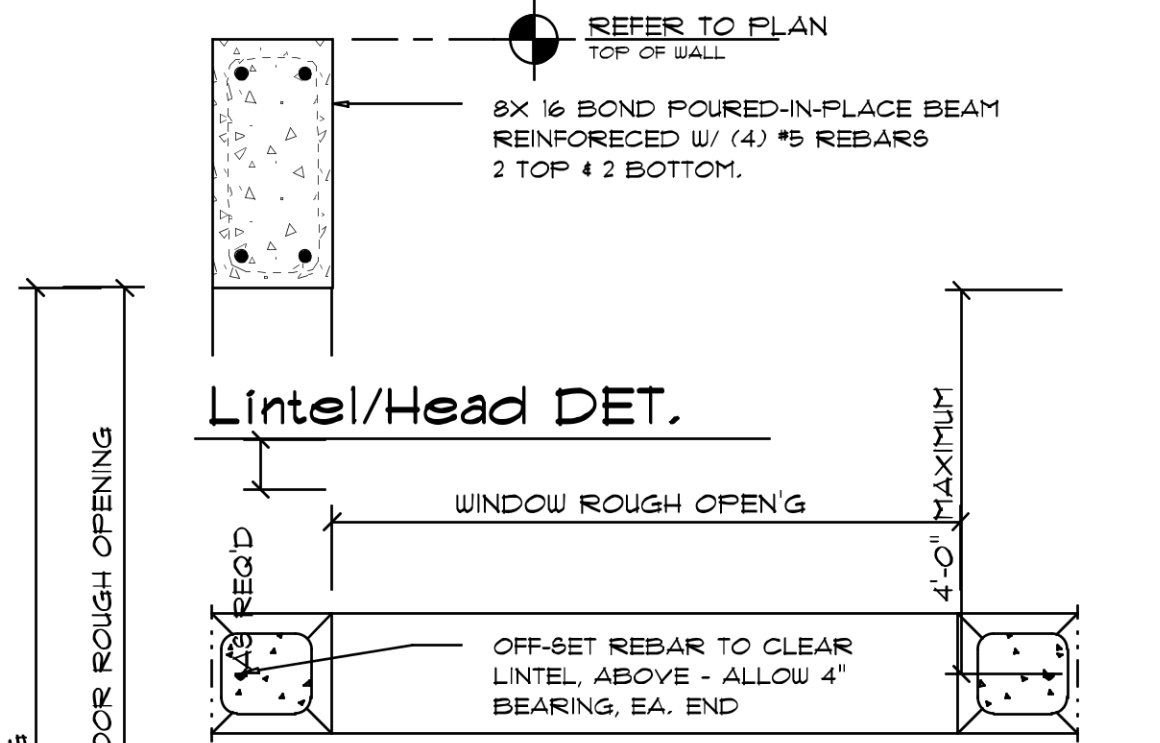 REFER TO PLAN
TOP OF WALL
8X 16 BOND POURED-IN-PLACE BEAM
REINFORECED W/ (4) #5 REBARS
2 TOP & 2 BOTTOM.
Lintel/Head DET.
OOR ROUGH OPENING
WINDOW ROUGH OPEN'G
4'-0" MAXIMUM
AS REQ'D
OFF-SET REBAR TO CLEAR
LINTEL, ABOVE - ALLOW 4"
BEARING, EA. END